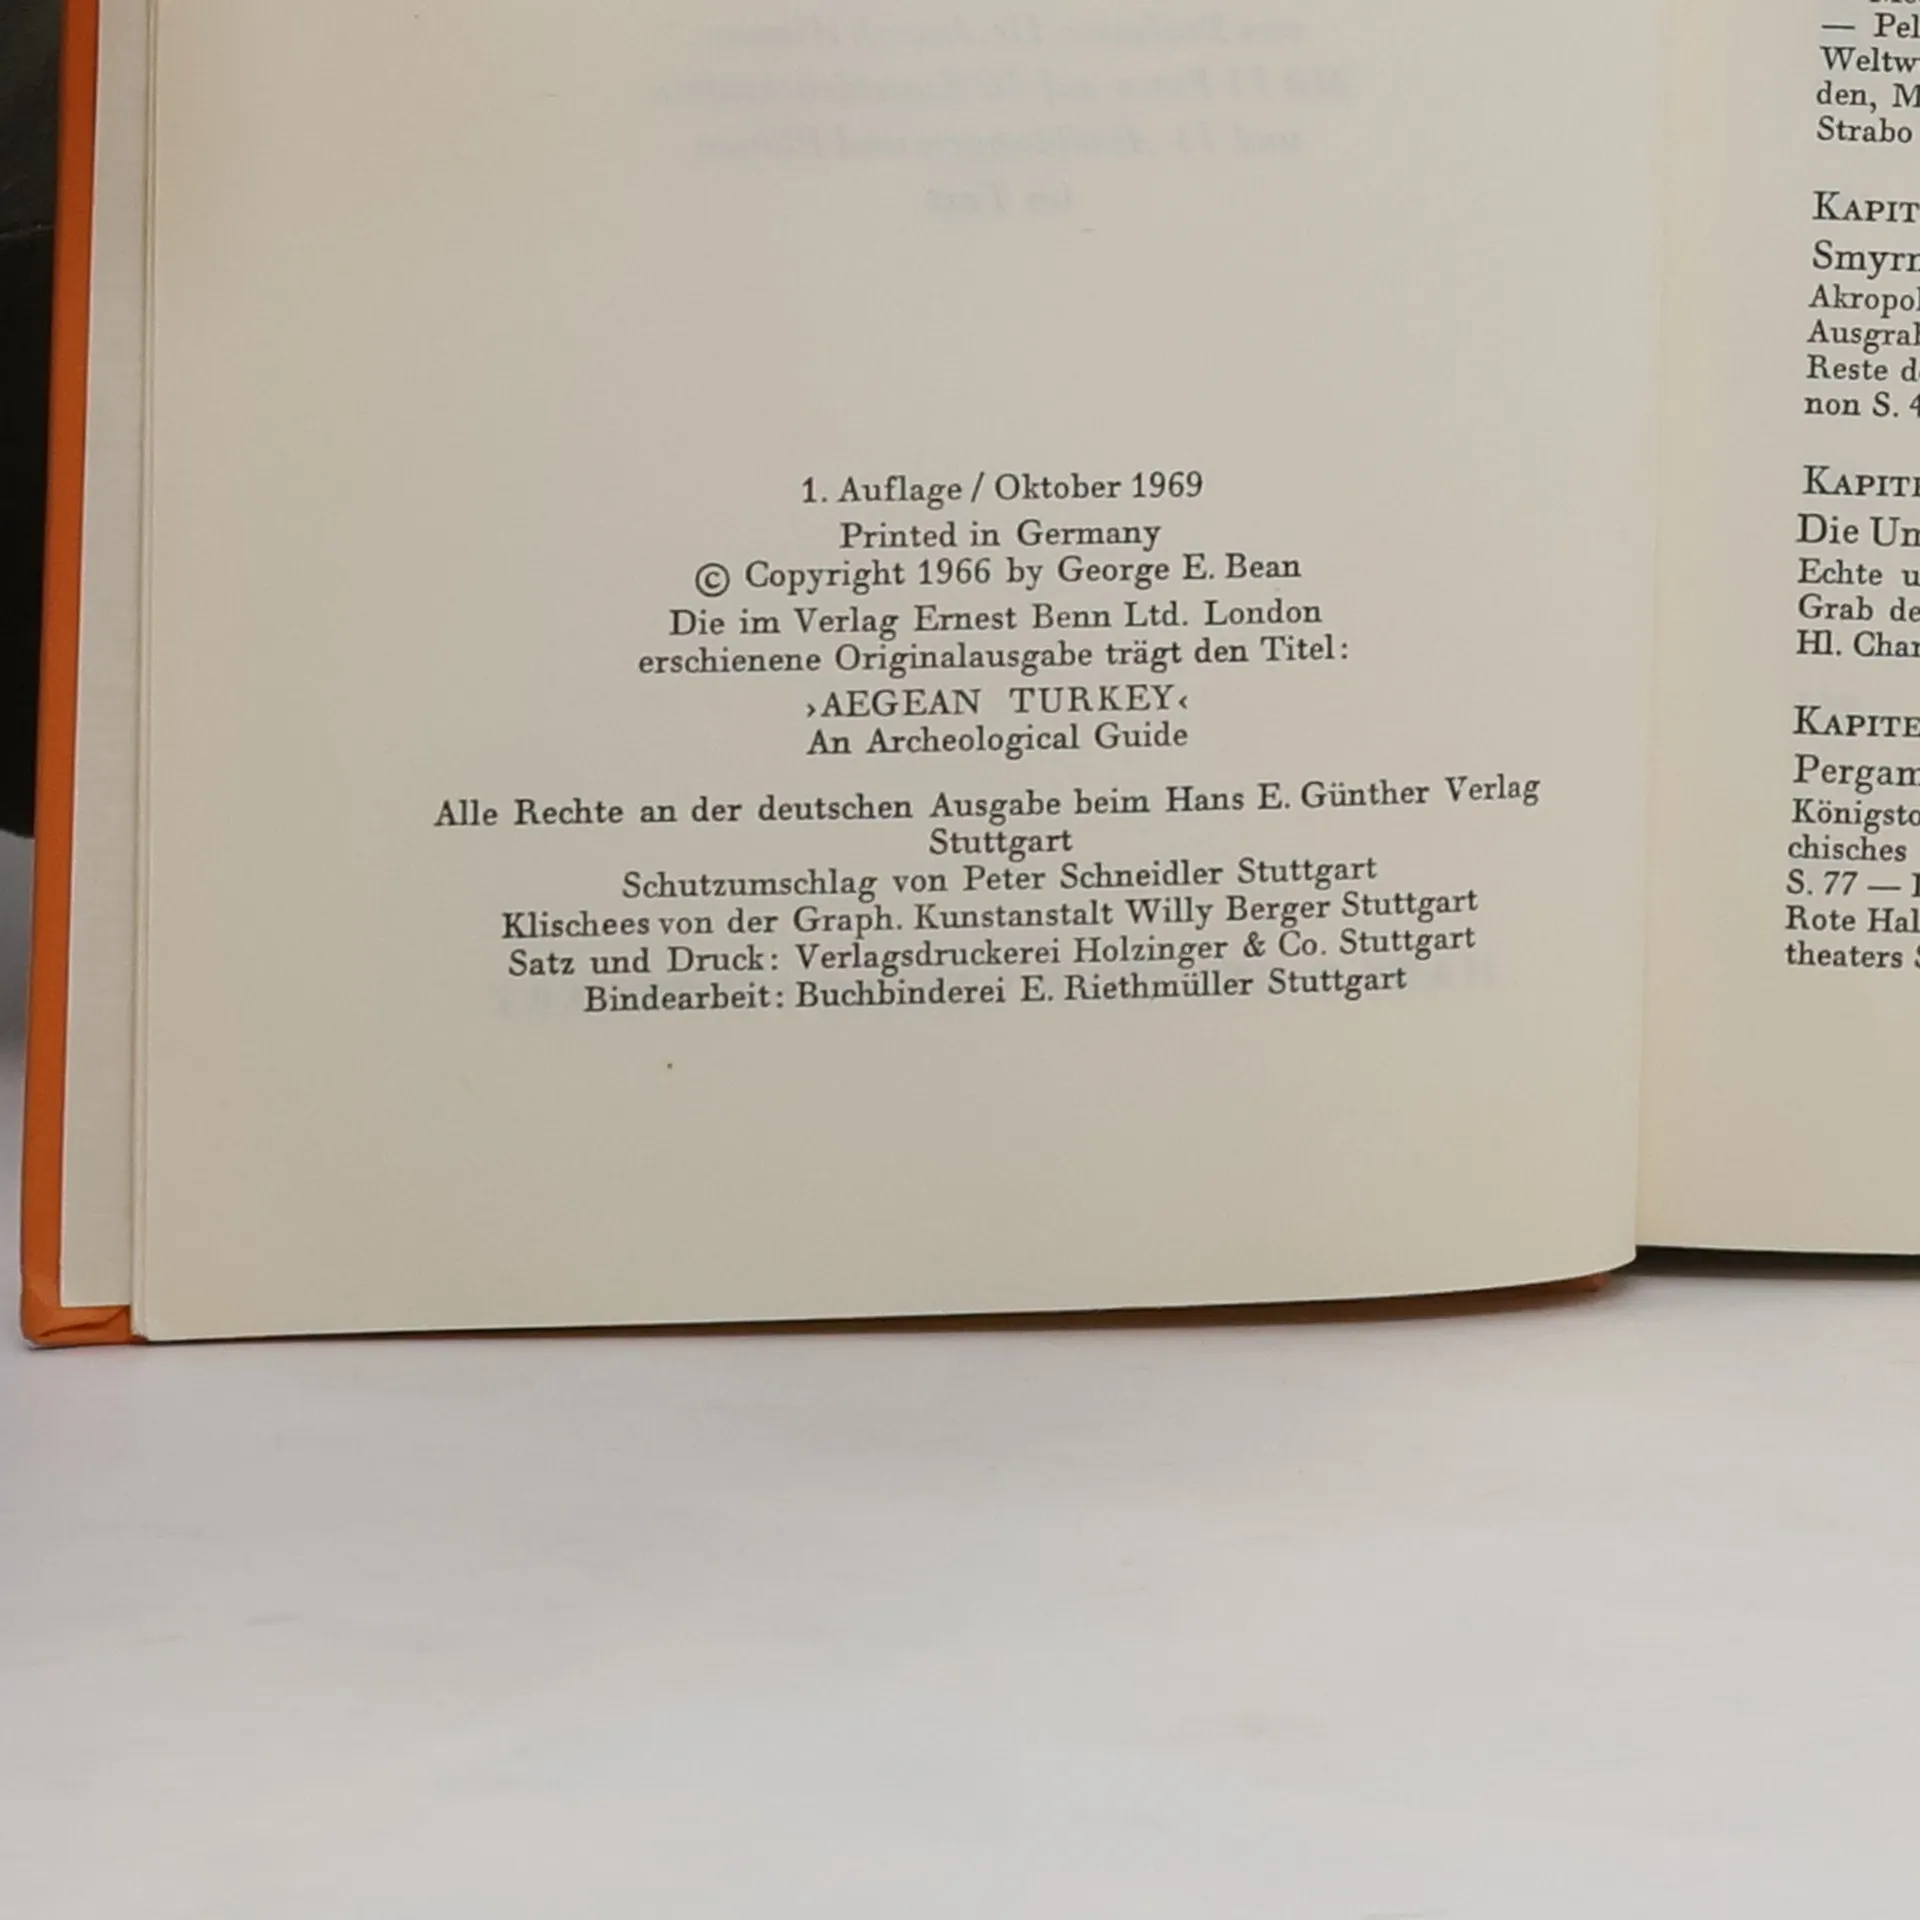 1. Auflage / Oktober 1969
Printed in Germany
© Copyright 1966 by George E. Bean
Die im Verlag Ernest Benn Ltd. London
erschienene Originalausgabe trägt den Titel:
›AEGEAN TURKEY‹
An Archeological Guide
Alle Rechte an der deutschen Ausgabe beim Hans E. Günther Verlag
Stuttgart
Schutzumschlag von Peter Schneidler Stuttgart
Klischees von der Graph. Kunstanstalt Willy Berger Stuttgart
Satz und Druck: Verlagsdruckerei Holzinger & Co. Stuttgart
Bindearbeit: Buchbinderei E. Riethmüller Stuttgart
— Pel
Weltw
den, M
Strabo
KAPIT
Smyrn
Akropol
Ausgral
Reste d
non S. 4
KAPITE
Die Um
Echte u
Grab de
Hl. Char
KAPITE
Pergam
Königsto
chisches
S. 77 —
Rote Hal
theaters S